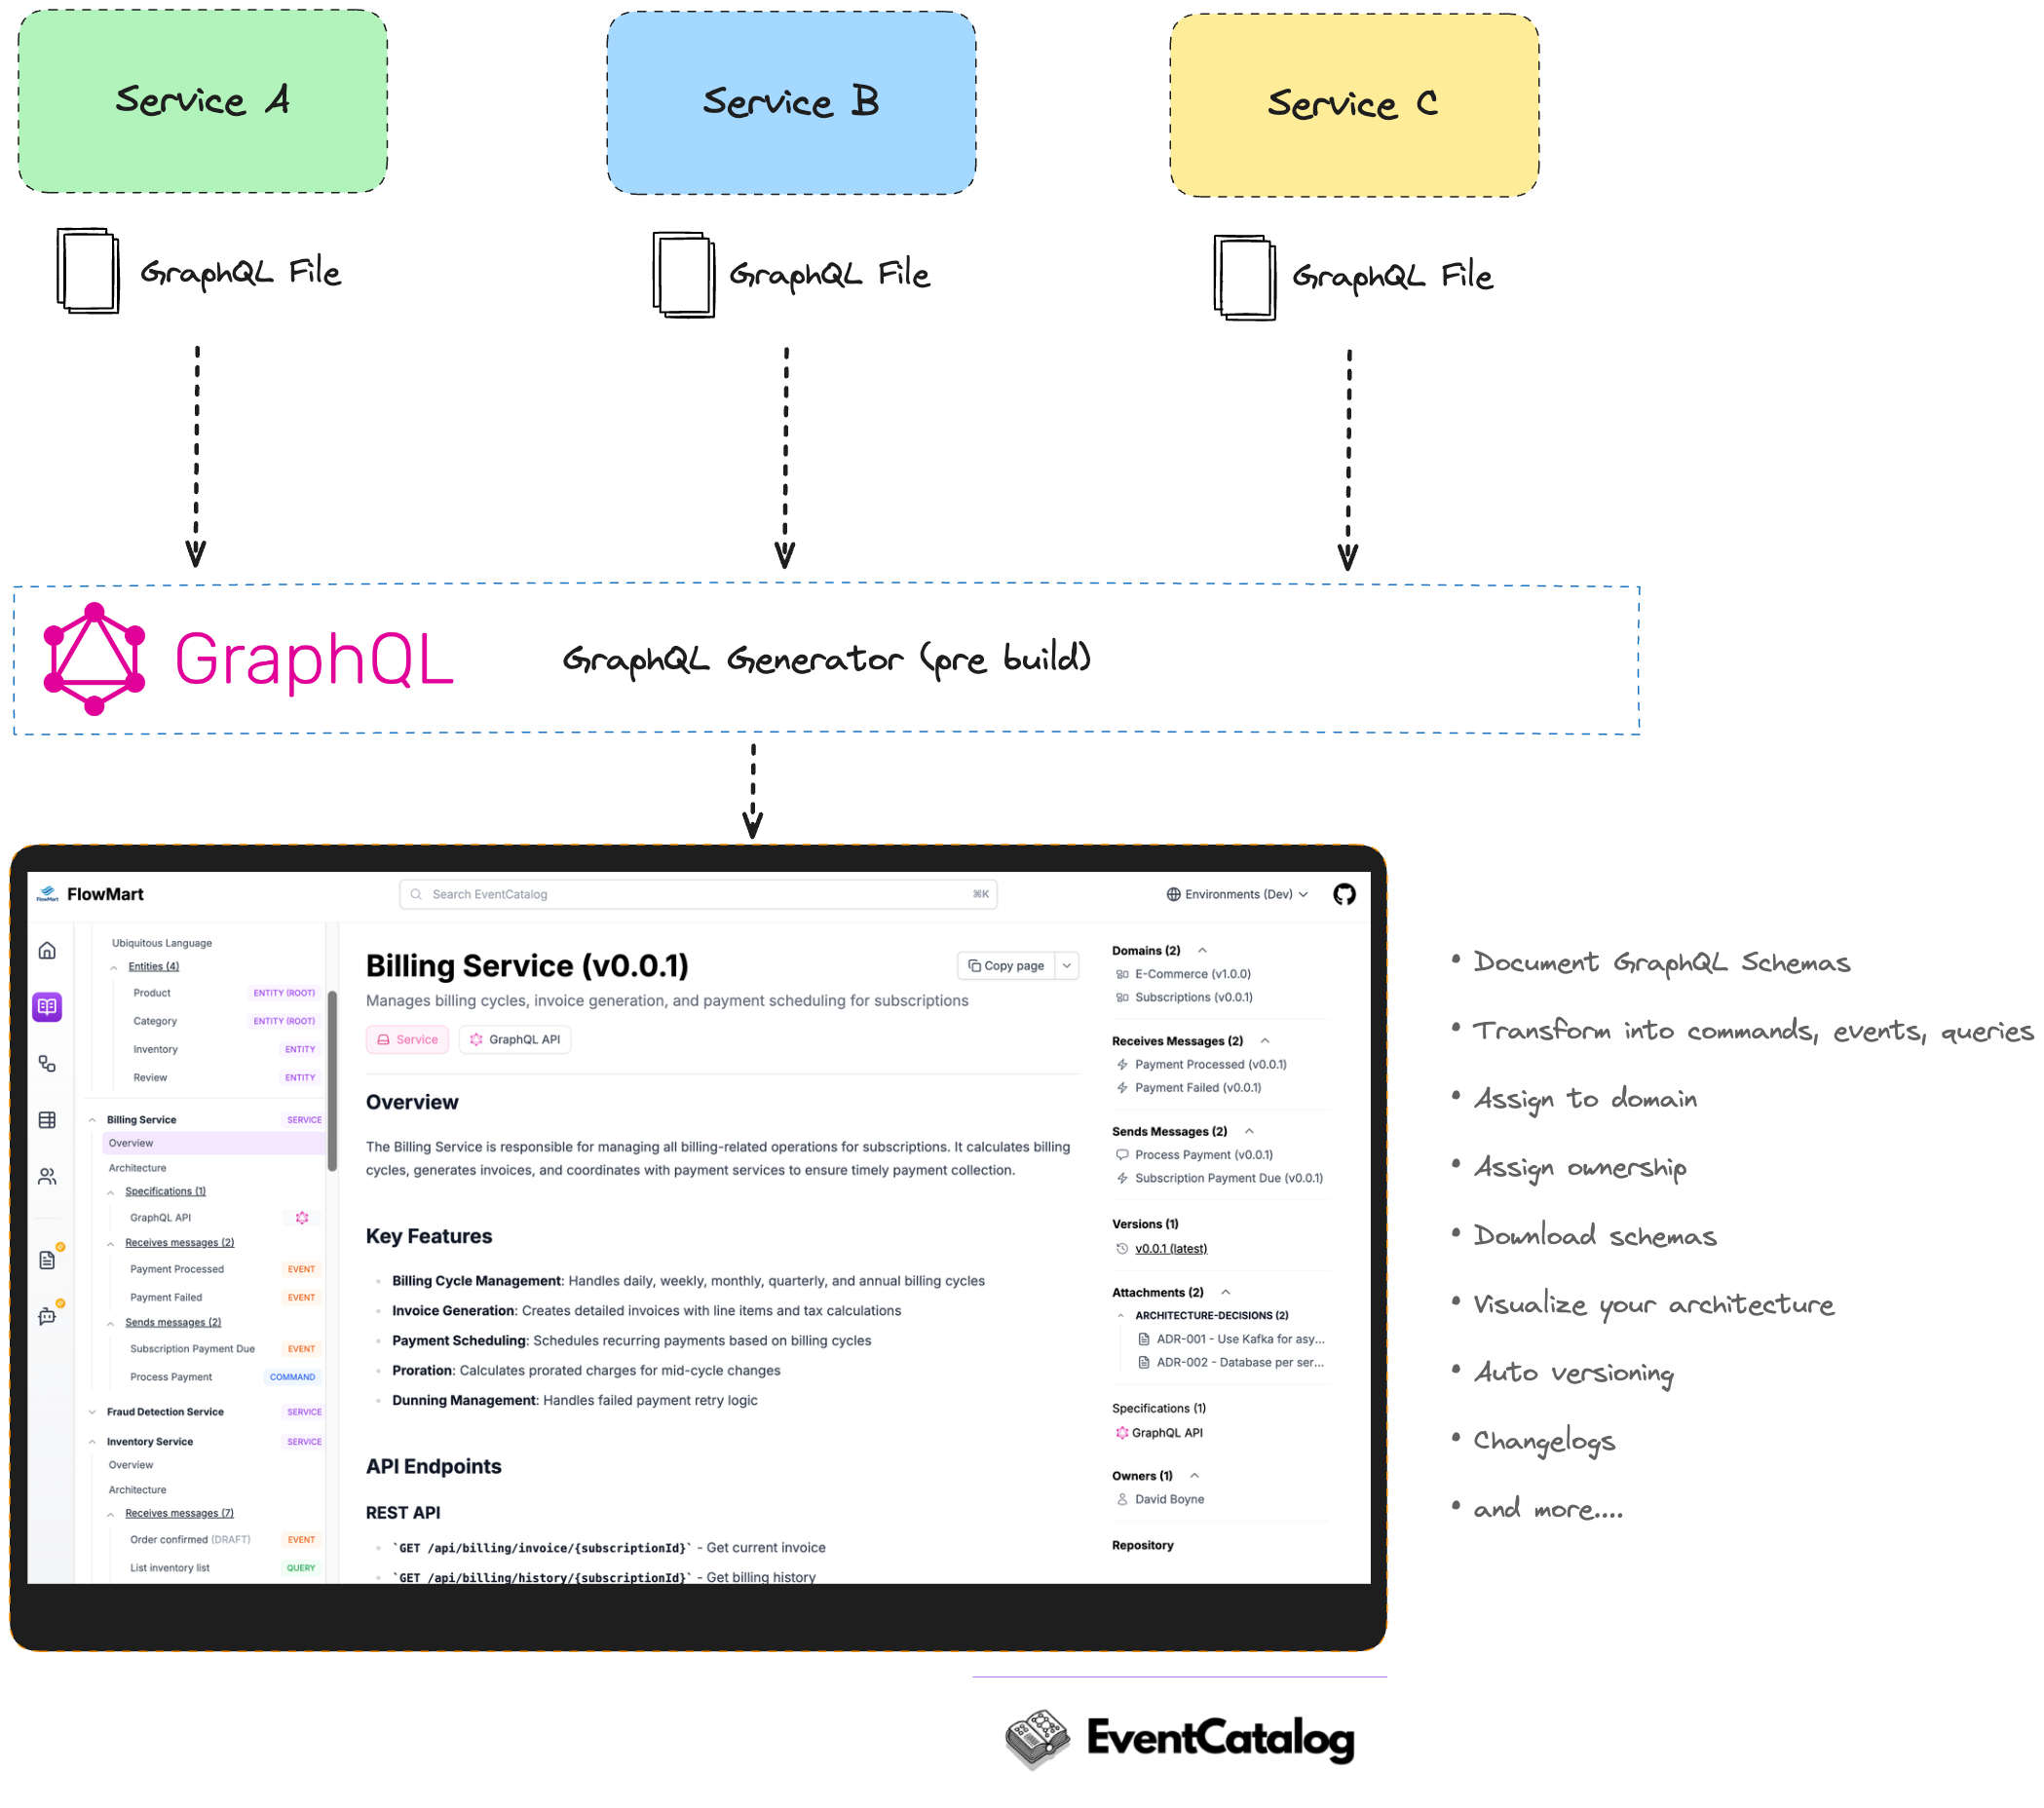 Service A
Service B
Service C
GraphQL File
GraphQL File
GraphQL File
GraphQL
GraphQL Generator (pre build)
FlowMart
FlowMart
Search EventCatalog
⌘K
Environments (Dev)
Ubiquitous Language
Entities (4)
Product ENTITY (ROOT)
Category ENTITY (ROOT)
Inventory ENTITY
Review ENTITY
Billing Service SERVICE
Overview
Architecture
Specifications (1)
GraphQL API
Receives messages (2)
Payment Processed EVENT
Payment Failed EVENT
Sends messages (2)
Subscription Payment Due EVENT
Process Payment COMMAND
Fraud Detection Service SERVICE
Inventory Service SERVICE
Overview
Architecture
Receives messages (7)
Order confirmed (DRAFT) EVENT
List inventory list QUERY
Billing Service (v0.0.1)
Copy page
Manages billing cycles, invoice generation, and payment scheduling for subscriptions
Service
GraphQL API
Overview
The Billing Service is responsible for managing all billing-related operations for subscriptions. It calculates billing
cycles, generates invoices, and coordinates with payment services to ensure timely payment collection.
Key Features
• Billing Cycle Management: Handles daily, weekly, monthly, quarterly, and annual billing cycles
• Invoice Generation: Creates detailed invoices with line items and tax calculations
• Payment Scheduling: Schedules recurring payments based on billing cycles
• Proration: Calculates prorated charges for mid-cycle changes
• Dunning Management: Handles failed payment retry logic
API Endpoints
REST API
• `GET /api/billing/invoice/{subscriptionId}` - Get current invoice
• `GET /api/billing/history/{subscriptionId}` - Get billing history
Domains (2)
E-Commerce (v1.0.0)
Subscriptions (v0.0.1)
Receives Messages (2)
Payment Processed (v0.0.1)
Payment Failed (v0.0.1)
Sends Messages (2)
Process Payment (v0.0.1)
Subscription Payment Due (v0.0.1)
Versions (1)
v0.0.1 (latest)
Attachments (2)
ARCHITECTURE-DECISIONS (2)
ADR-001 - Use Kafka for asy...
ADR-002 - Database per ser...
Specifications (1)
GraphQL API
Owners (1)
David Boyne
Repository
• Document GraphQL Schemas
• Transform into commands, events, queries
• Assign to domain
• Assign ownership
• Download schemas
• Visualize your architecture
• Auto versioning
• Changelogs
• and more....
EventCatalog